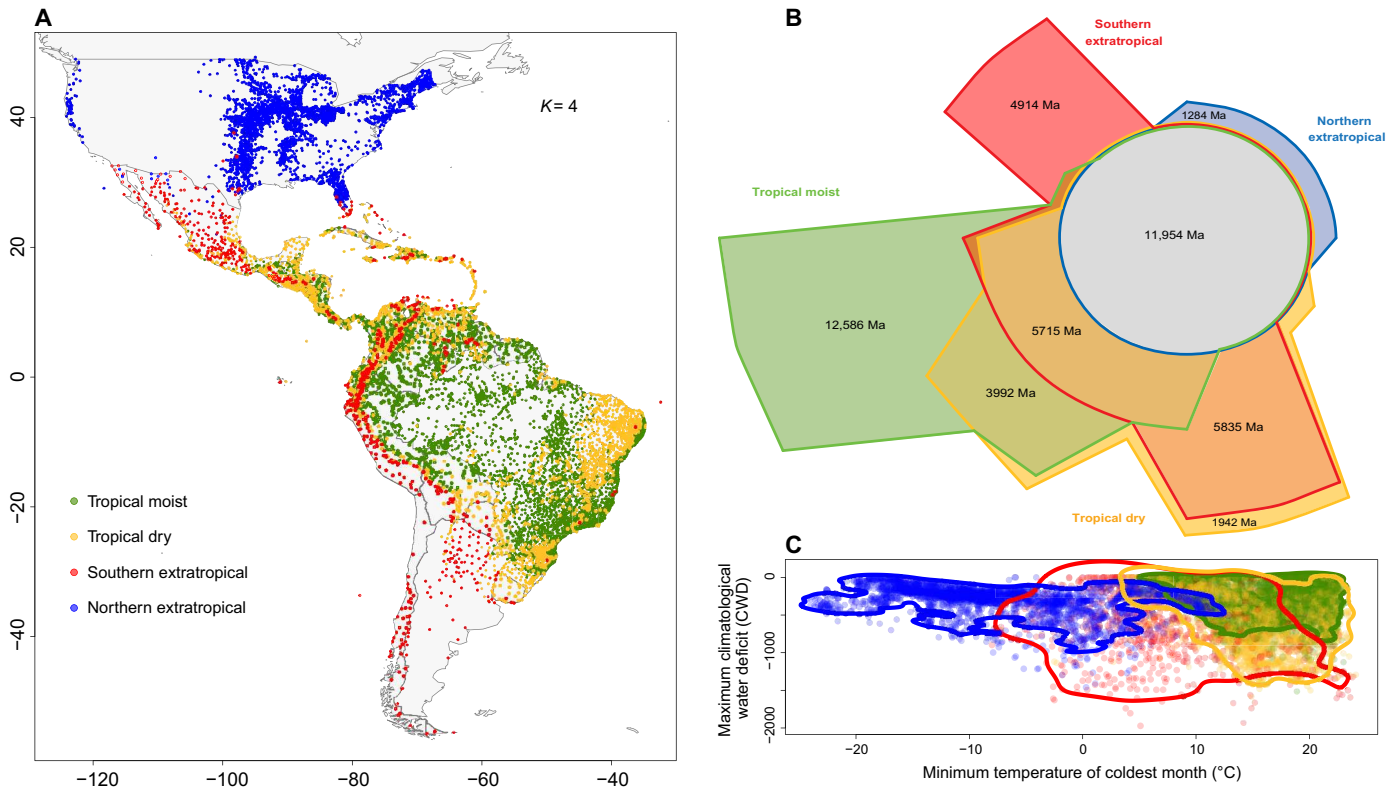 A
K = 4
40
20
0
−20
−40
−120
−100
−80
−60
−40
Tropical moist
Tropical dry
Southern extratropical
Northern extratropical
B
Southern
extratropical
4914 Ma
1284 Ma
Northern
extratropical
Tropical moist
11,954 Ma
12,586 Ma
5715 Ma
3992 Ma
5835 Ma
Tropical dry
1942 Ma
C
Maximum climatological
water deficit (CWD)
0
−1000
−2000
−20
−10
0
10
20
Minimum temperature of coldest month (°C)